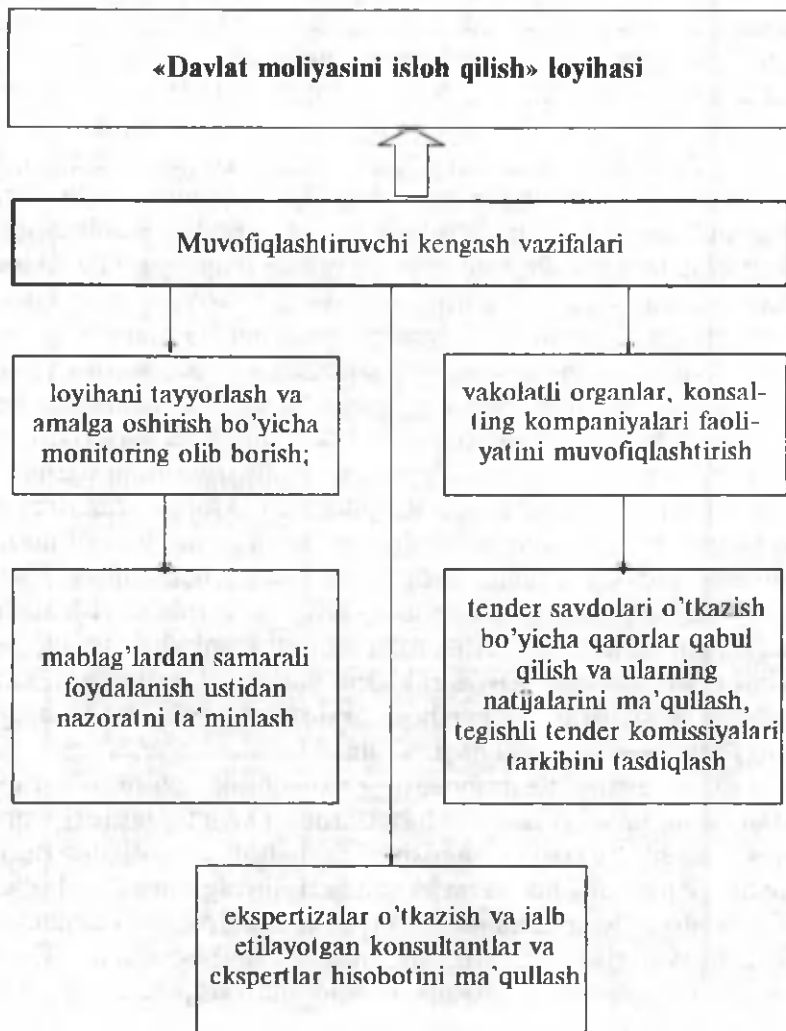 «Davlat moliyasini isloh qilish» loyihasi
Muvofiqlashtiruvchi kengash vazifalari
loyihani tayyorlash va
amalga oshirish bo'yicha
monitoring olib borish;
vakolatli organlar, konsal-
ting kompaniyalari faoli-
yatini muvofiqlashtirish
mablag'lardan samarali
foydalanish ustidan
nazoratni ta'minlash
tender savdolari o'tkazish
bo'yicha qarorlar qabul
qilish va ularning
natijalarini ma'qullash,
tegishli tender komissiyalari
tarkibini tasdiqlash
ekspertizalar o'tkazish va jalb
etilayotgan konsultantlar va
ekspertlar hisobotini ma'qullash